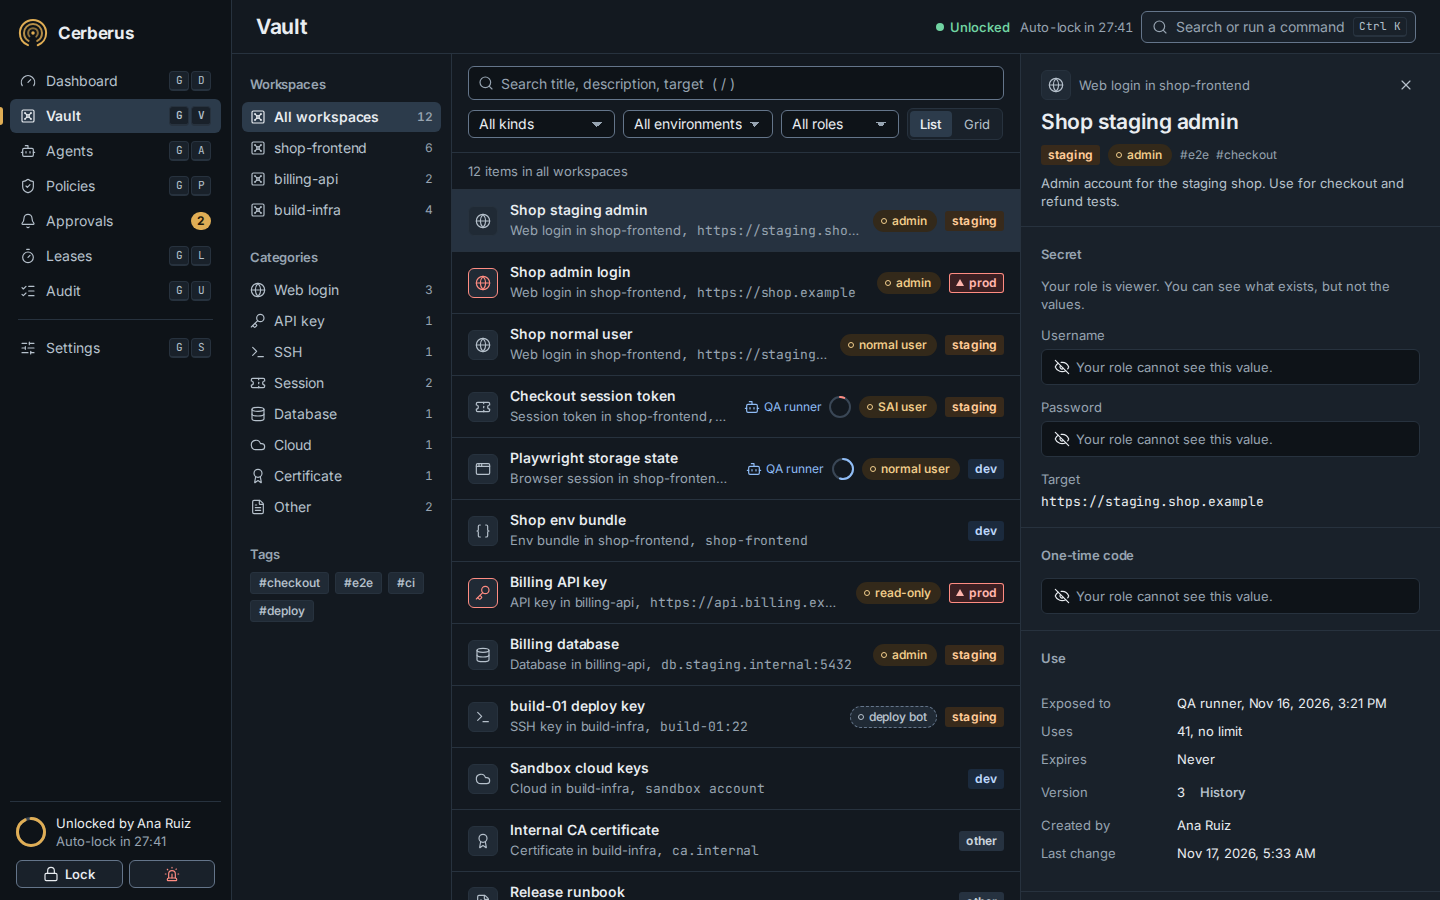 Cerberus
Dashboard G D
Vault G V
Agents G A
Policies G P
Approvals 2
Leases G L
Audit G U
Settings G S
Unlocked by Ana Ruiz
Auto-lock in 27:41
Lock
Vault
Unlocked Auto-lock in 27:41 Search or run a command Ctrl K
Workspaces
All workspaces 12
shop-frontend 6
billing-api 2
build-infra 4
Categories
Web login 3
API key 1
SSH 1
Session 2
Database 1
Cloud 1
Certificate 1
Other 2
Tags
#checkout #e2e #ci
#deploy
Search title, description, target ( / )
All kinds All environments All roles List Grid
12 items in all workspaces
Shop staging admin
Web login in shop-frontend, https://staging.sho… admin staging
Shop admin login
Web login in shop-frontend, https://shop.example admin prod
Shop normal user
Web login in shop-frontend, https://staging… normal user staging
Checkout session token
Session token in shop-frontend,… QA runner SAI user staging
Playwright storage state
Browser session in shop-fronten… QA runner normal user dev
Shop env bundle
Env bundle in shop-frontend, shop-frontend dev
Billing API key
API key in billing-api, https://api.billing.ex… read-only prod
Billing database
Database in billing-api, db.staging.internal:5432 admin staging
build-01 deploy key
SSH key in build-infra, build-01:22 deploy bot staging
Sandbox cloud keys
Cloud in build-infra, sandbox account dev
Internal CA certificate
Certificate in build-infra, ca.internal other
Release runbook
Web login in shop-frontend
Shop staging admin
staging admin #e2e #checkout
Admin account for the staging shop. Use for checkout and
refund tests.
Secret
Your role is viewer. You can see what exists, but not the
values.
Username
Your role cannot see this value.
Password
Your role cannot see this value.
Target
https://staging.shop.example
One-time code
Your role cannot see this value.
Use
Exposed to QA runner, Nov 16, 2026, 3:21 PM
Uses 41, no limit
Expires Never
Version 3 History
Created by Ana Ruiz
Last change Nov 17, 2026, 5:33 AM